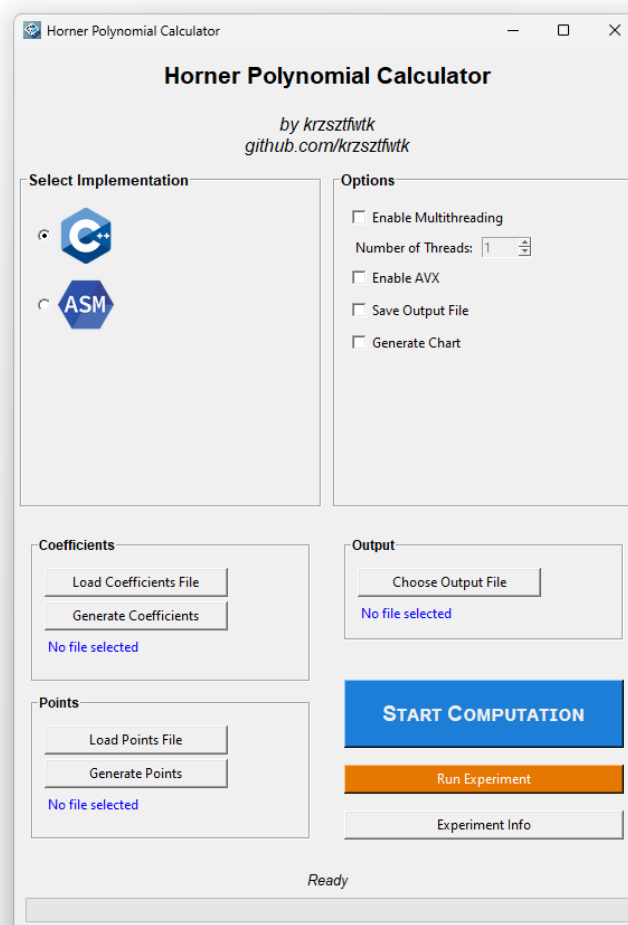 Horner Polynomial Calculator
Horner Polynomial Calculator
by krzsztfwtk
github.com/krzsztfwtk
Select Implementation
C++
ASM
Options
Enable Multithreading
Number of Threads: 1
Enable AVX
Save Output File
Generate Chart
Coefficients
Load Coefficients File
Generate Coefficients
No file selected
Points
Load Points File
Generate Points
No file selected
Output
Choose Output File
No file selected
START COMPUTATION
Run Experiment
Experiment Info
Ready